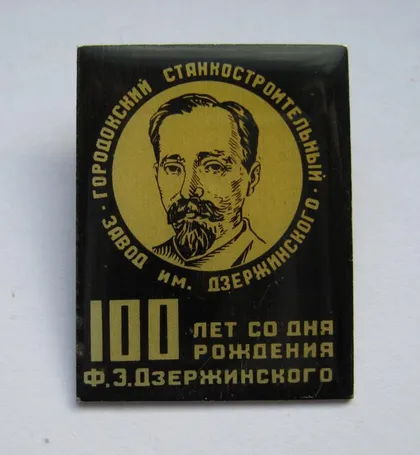 ГОРОДОКСКИЙ СТАНКОСТРОИТЕЛЬНЫЙ
ЗАВОД ИМ. ДЗЕРЖИНСКОГО
100 ЛЕТ СО ДНЯ
РОЖДЕНИЯ
Ф.Э.ДЗЕРЖИНСКОГО